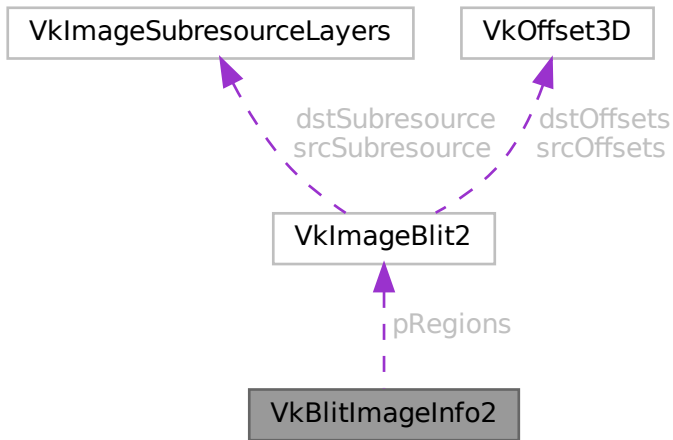 VkImageSubresourceLayers
VkOffset3D
dstSubresource
srcSubresource
dstOffsets
srcOffsets
VkImageBlit2
pRegions
VkBlitImageInfo2